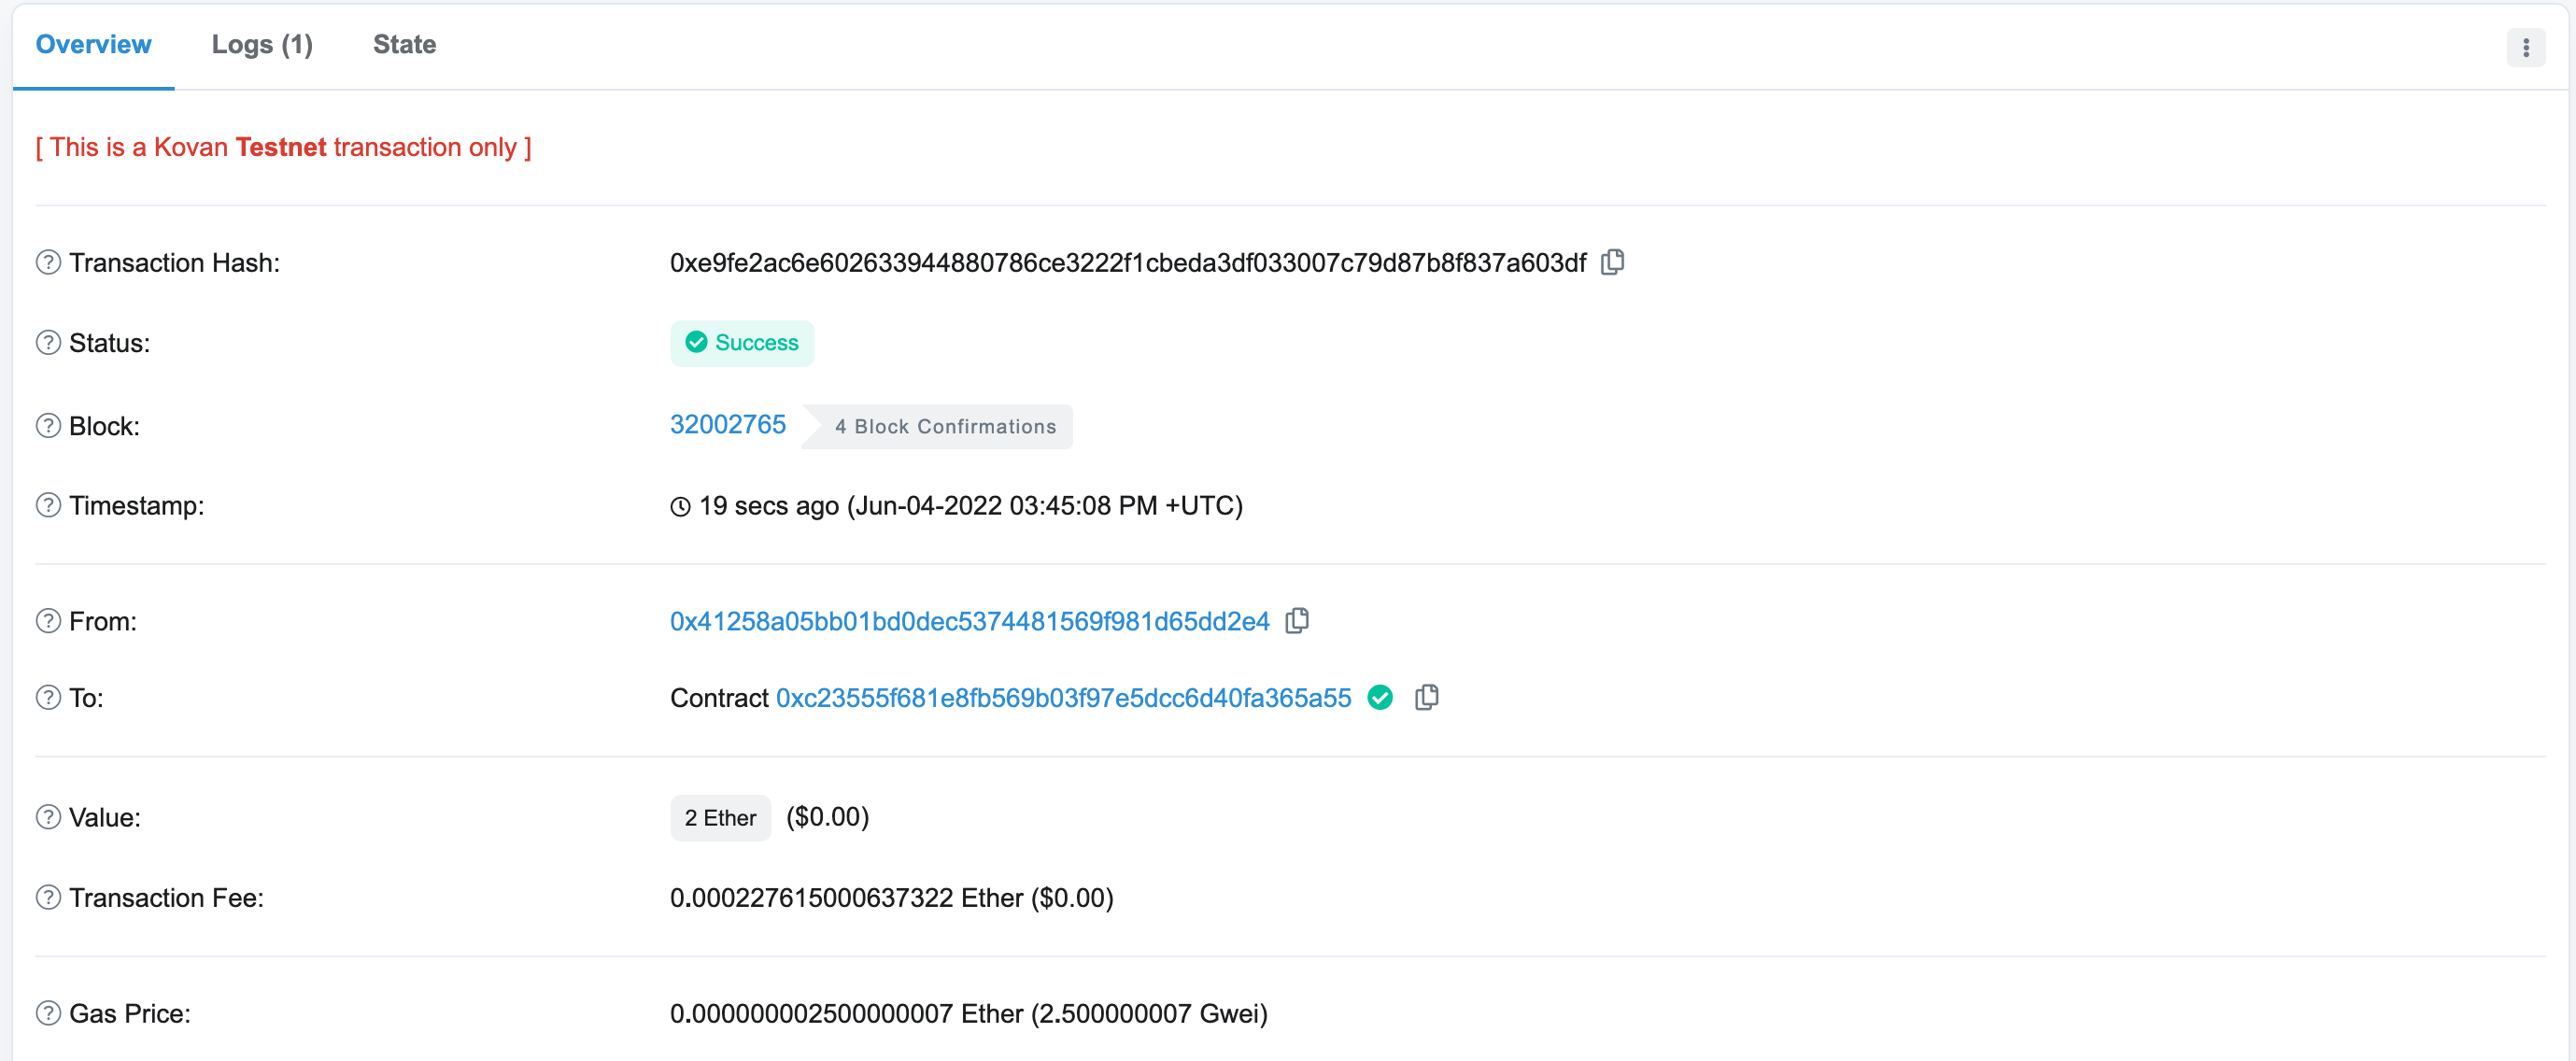 Overview Logs (1) State
[ This is a Kovan Testnet transaction only ]
Transaction Hash: 0xe9fe2ac6e602633944880786ce3222f1cbeda3df033007c79d87b8f837a603df
Status: Success
Block: 32002765 4 Block Confirmations
Timestamp: 19 secs ago (Jun-04-2022 03:45:08 PM +UTC)
From: 0x41258a05bb01bd0dec5374481569f981d65dd2e4
To: Contract 0xc23555f681e8fb569b03f97e5dcc6d40fa365a55
Value: 2 Ether ($0.00)
Transaction Fee: 0.000227615000637322 Ether ($0.00)
Gas Price: 0.000000002500000007 Ether (2.500000007 Gwei)